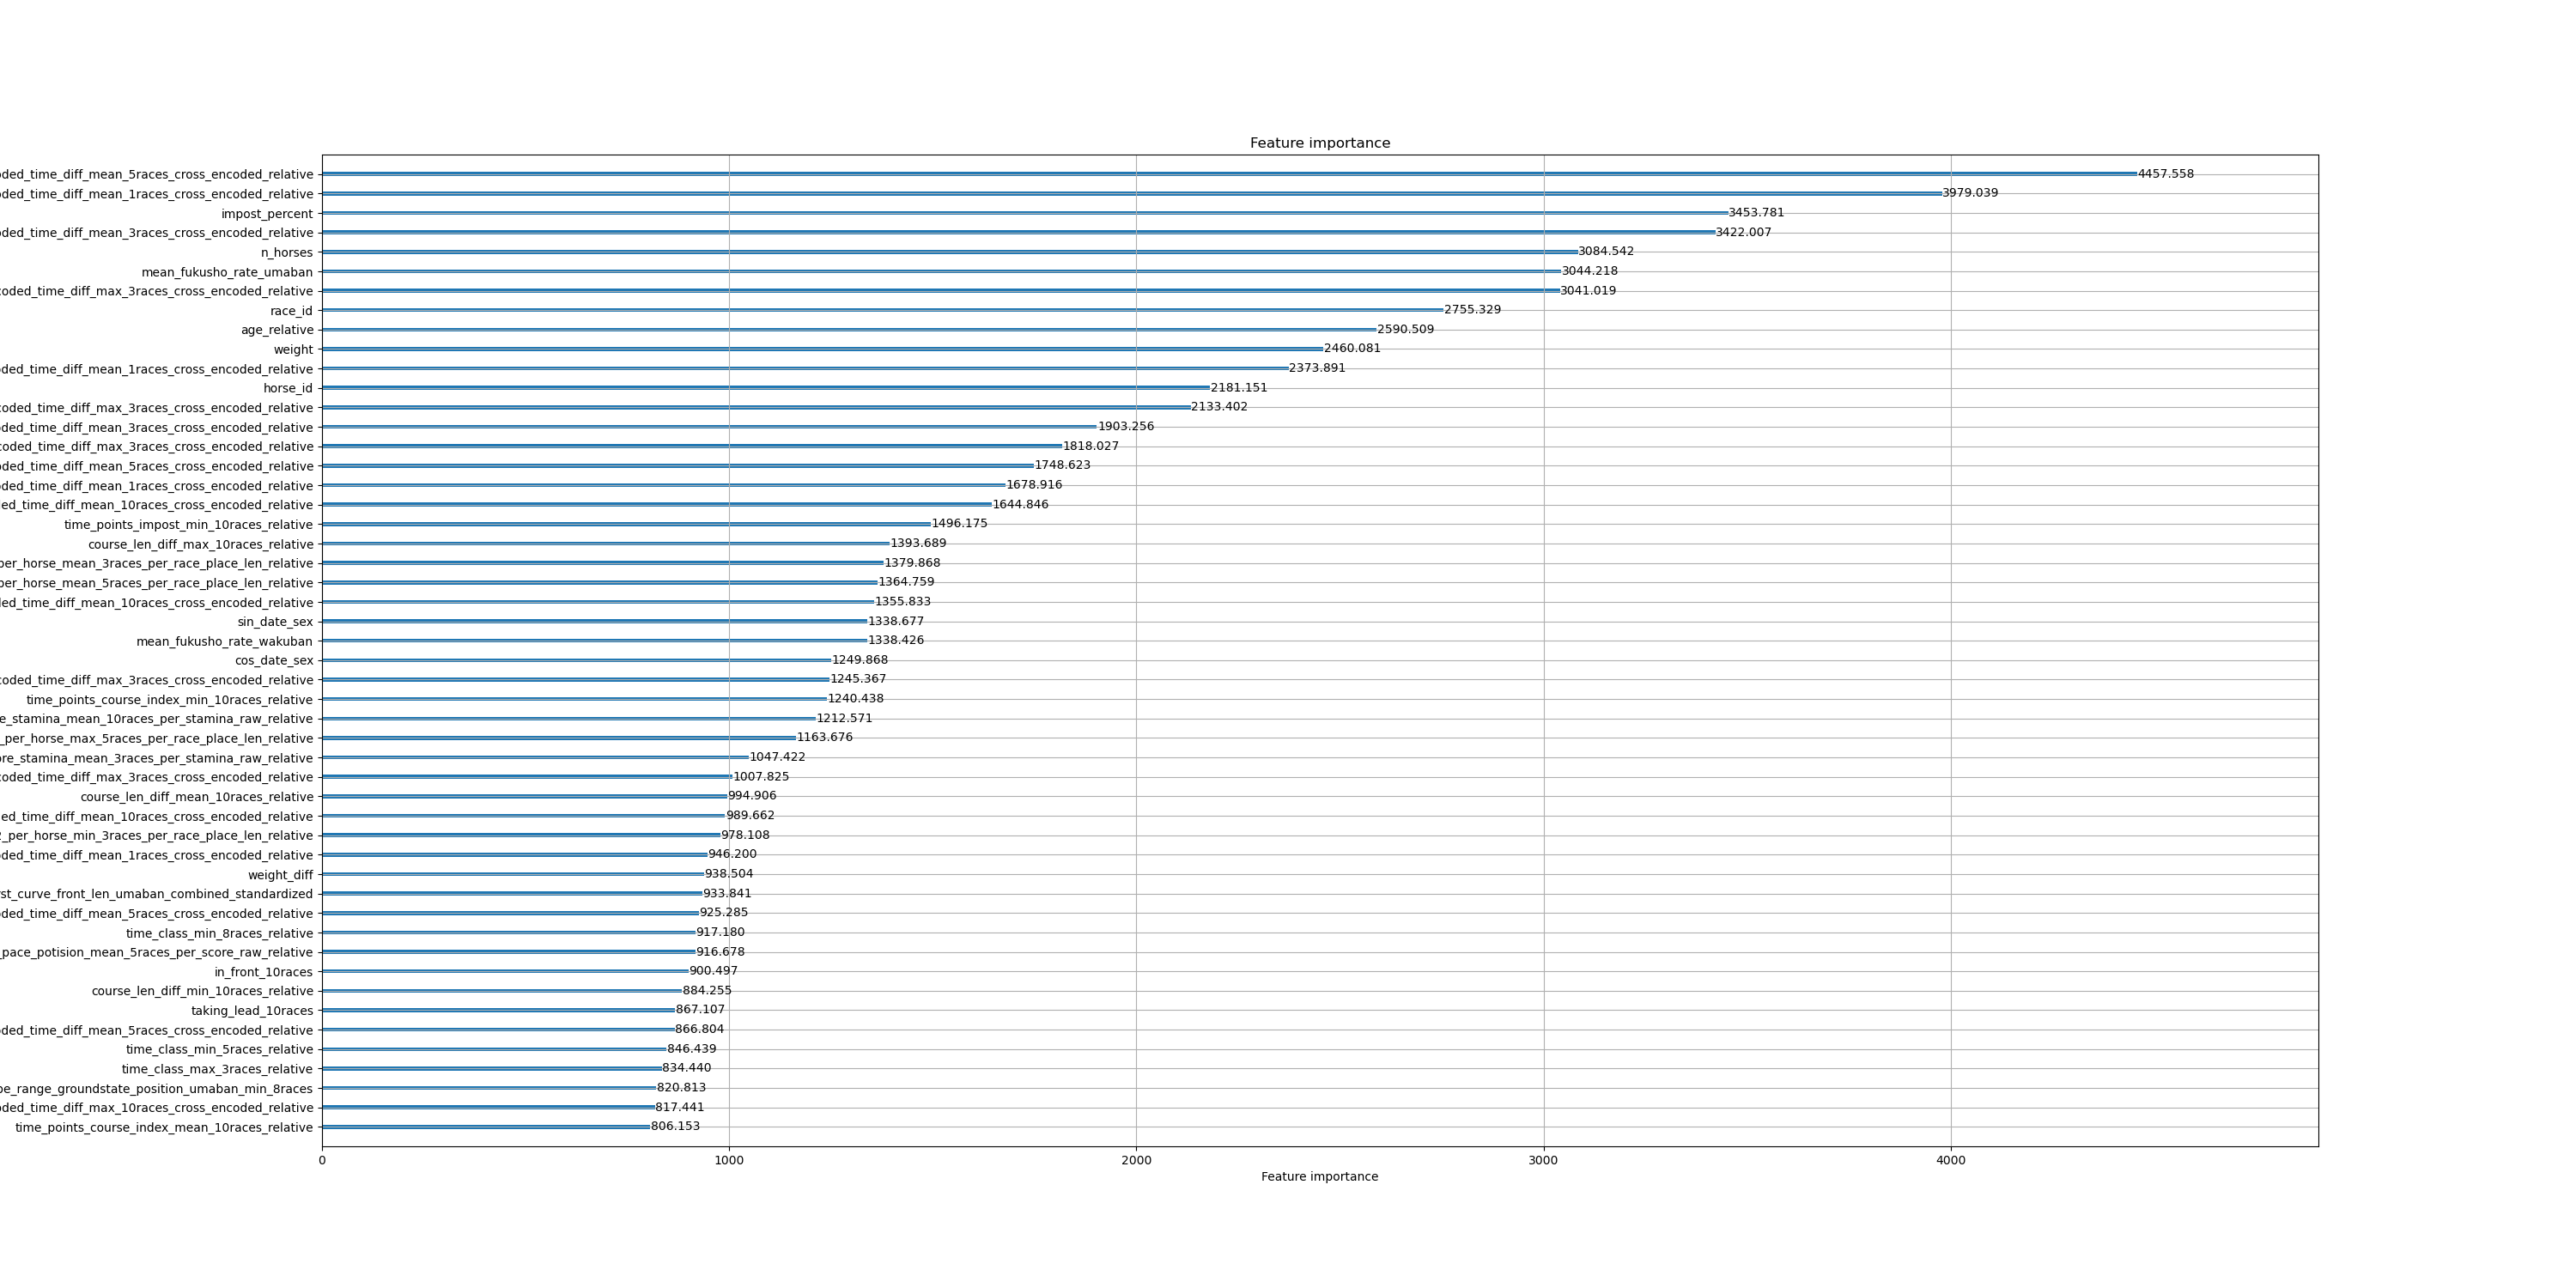 Feature importance
oded_time_diff_mean_5races_cross_encoded_relative 4457.558
oded_time_diff_mean_1races_cross_encoded_relative 3979.039
impost_percent 3453.781
oded_time_diff_mean_3races_cross_encoded_relative 3422.007
n_horses 3084.542
mean_fukusho_rate_umaban 3044.218
coded_time_diff_max_3races_cross_encoded_relative 3041.019
race_id 2755.329
age_relative 2590.509
weight 2460.081
oded_time_diff_mean_1races_cross_encoded_relative 2373.891
horse_id 2181.151
coded_time_diff_max_3races_cross_encoded_relative 2133.402
oded_time_diff_mean_3races_cross_encoded_relative 1903.256
coded_time_diff_max_3races_cross_encoded_relative 1818.027
oded_time_diff_mean_5races_cross_encoded_relative 1748.623
oded_time_diff_mean_1races_cross_encoded_relative 1678.916
ed_time_diff_mean_10races_cross_encoded_relative 1644.846
time_points_impost_min_10races_relative 1496.175
course_len_diff_max_10races_relative 1393.689
per_horse_mean_3races_per_race_place_len_relative 1379.868
per_horse_mean_5races_per_race_place_len_relative 1364.759
led_time_diff_mean_10races_cross_encoded_relative 1355.833
sin_date_sex 1338.677
mean_fukusho_rate_wakuban 1338.426
cos_date_sex 1249.868
coded_time_diff_max_3races_cross_encoded_relative 1245.367
time_points_course_index_min_10races_relative 1240.438
e_stamina_mean_10races_per_stamina_raw_relative 1212.571
_per_horse_max_5races_per_race_place_len_relative 1163.676
ore_stamina_mean_3races_per_stamina_raw_relative 1047.422
coded_time_diff_max_3races_cross_encoded_relative 1007.825
course_len_diff_mean_10races_relative 994.906
ed_time_diff_mean_10races_cross_encoded_relative 989.662
2_per_horse_min_3races_per_race_place_len_relative 978.108
oded_time_diff_mean_1races_cross_encoded_relative 946.200
weight_diff 938.504
st_curve_front_len_umaban_combined_standardized 933.841
oded_time_diff_mean_5races_cross_encoded_relative 925.285
time_class_min_8races_relative 917.180
_pace_potision_mean_5races_per_score_raw_relative 916.678
in_front_10races 900.497
course_len_diff_min_10races_relative 884.255
taking_lead_10races 867.107
oded_time_diff_mean_5races_cross_encoded_relative 866.804
time_class_min_5races_relative 846.439
time_class_max_3races_relative 834.440
pe_range_groundstate_position_umaban_min_8races 820.813
oded_time_diff_max_10races_cross_encoded_relative 817.441
time_points_course_index_mean_10races_relative 806.153
0 1000 2000 3000 4000
Feature importance